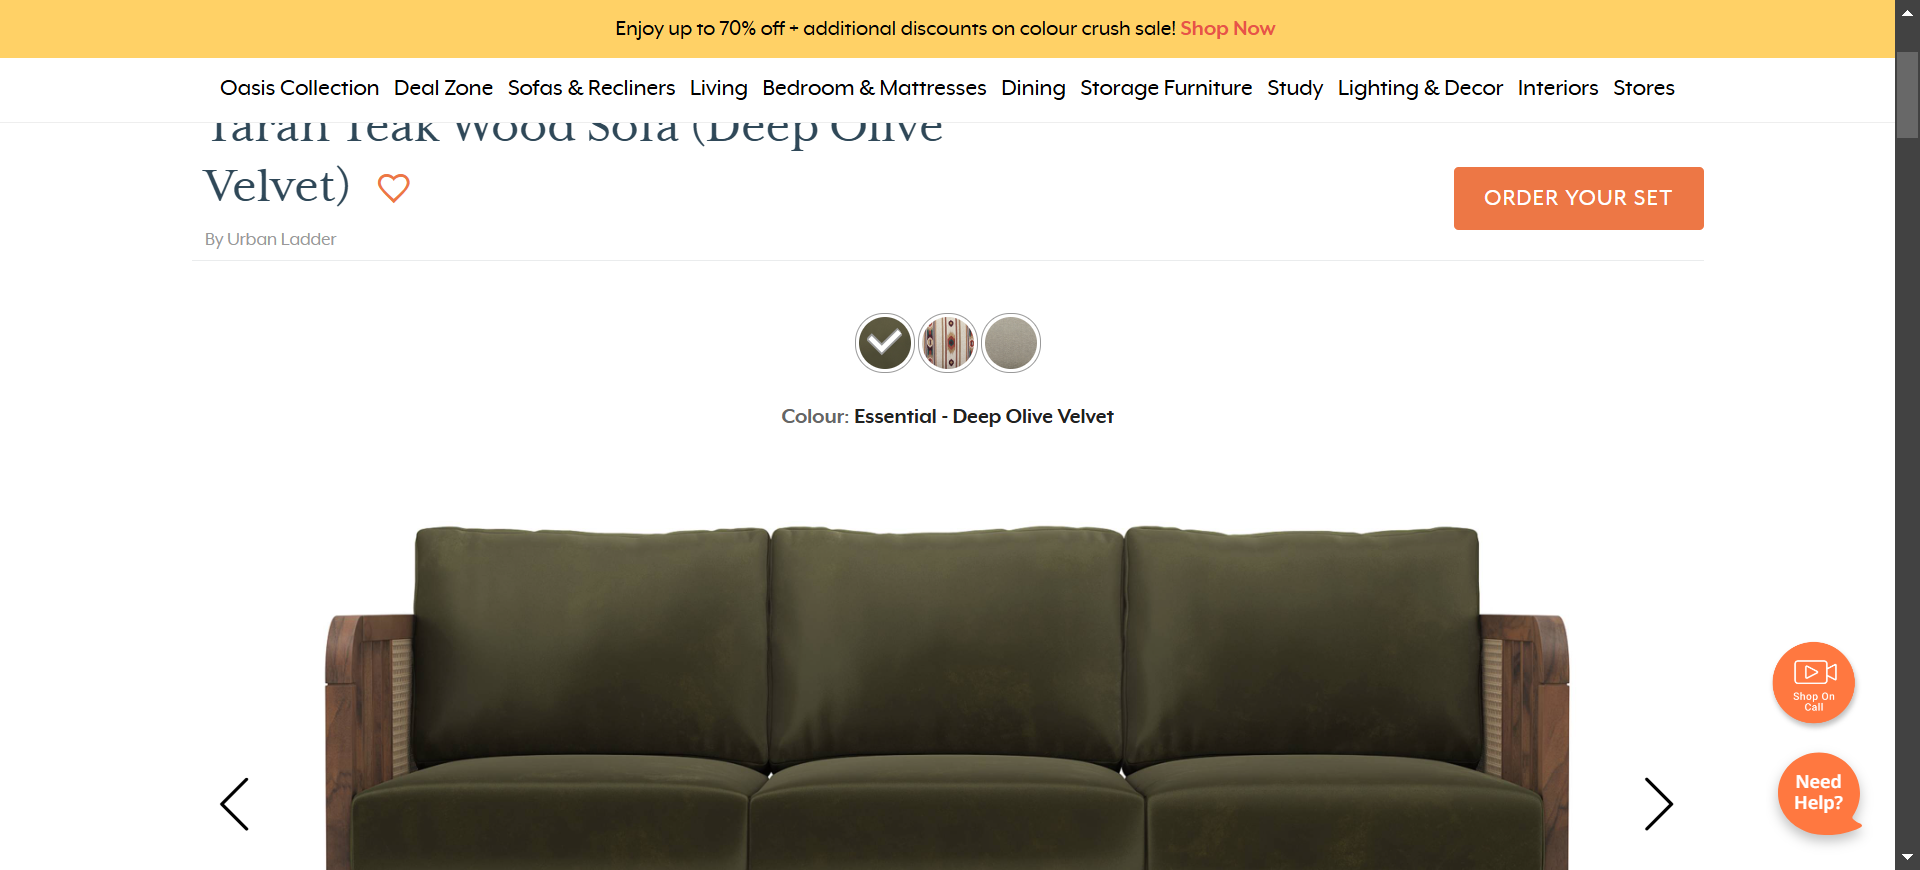 Enjoy up to 70% off + additional discounts on colour crush sale! Shop Now
Oasis Collection Deal Zone Sofas & Recliners Living Bedroom & Mattresses Dining Storage Furniture Study Lighting & Decor Interiors Stores
Taran Teak Wood Sofa (Deep Olive
Velvet)
ORDER YOUR SET
By Urban Ladder
Colour: Essential - Deep Olive Velvet
Shop On
Call
Need
Help?